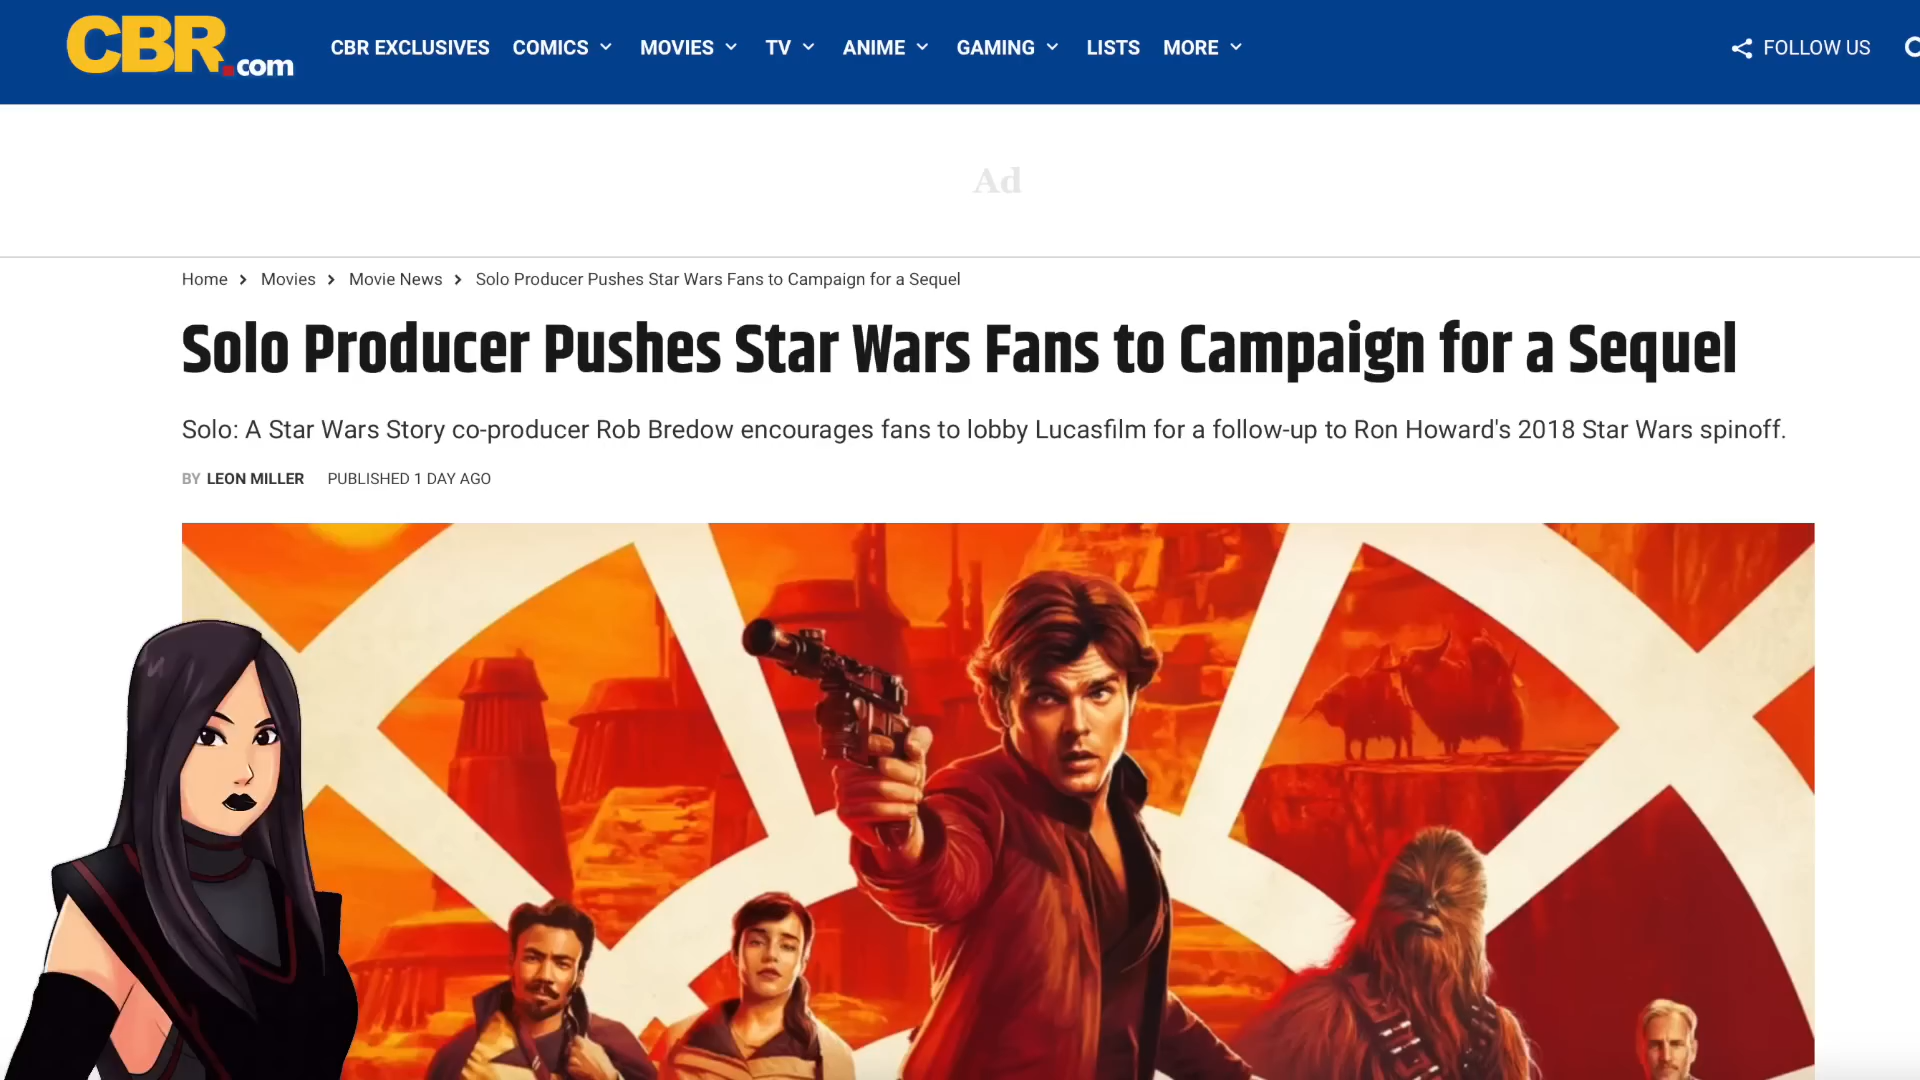 CBR.com
CBR EXCLUSIVES COMICS MOVIES TV ANIME GAMING LISTS MORE FOLLOW US
Ad
Home > Movies > Movie News > Solo Producer Pushes Star Wars Fans to Campaign for a Sequel
Solo Producer Pushes Star Wars Fans to Campaign for a Sequel
Solo: A Star Wars Story co-producer Rob Bredow encourages fans to lobby Lucasfilm for a follow-up to Ron Howard's 2018 Star Wars spinoff.
BY LEON MILLER PUBLISHED 1 DAY AGO